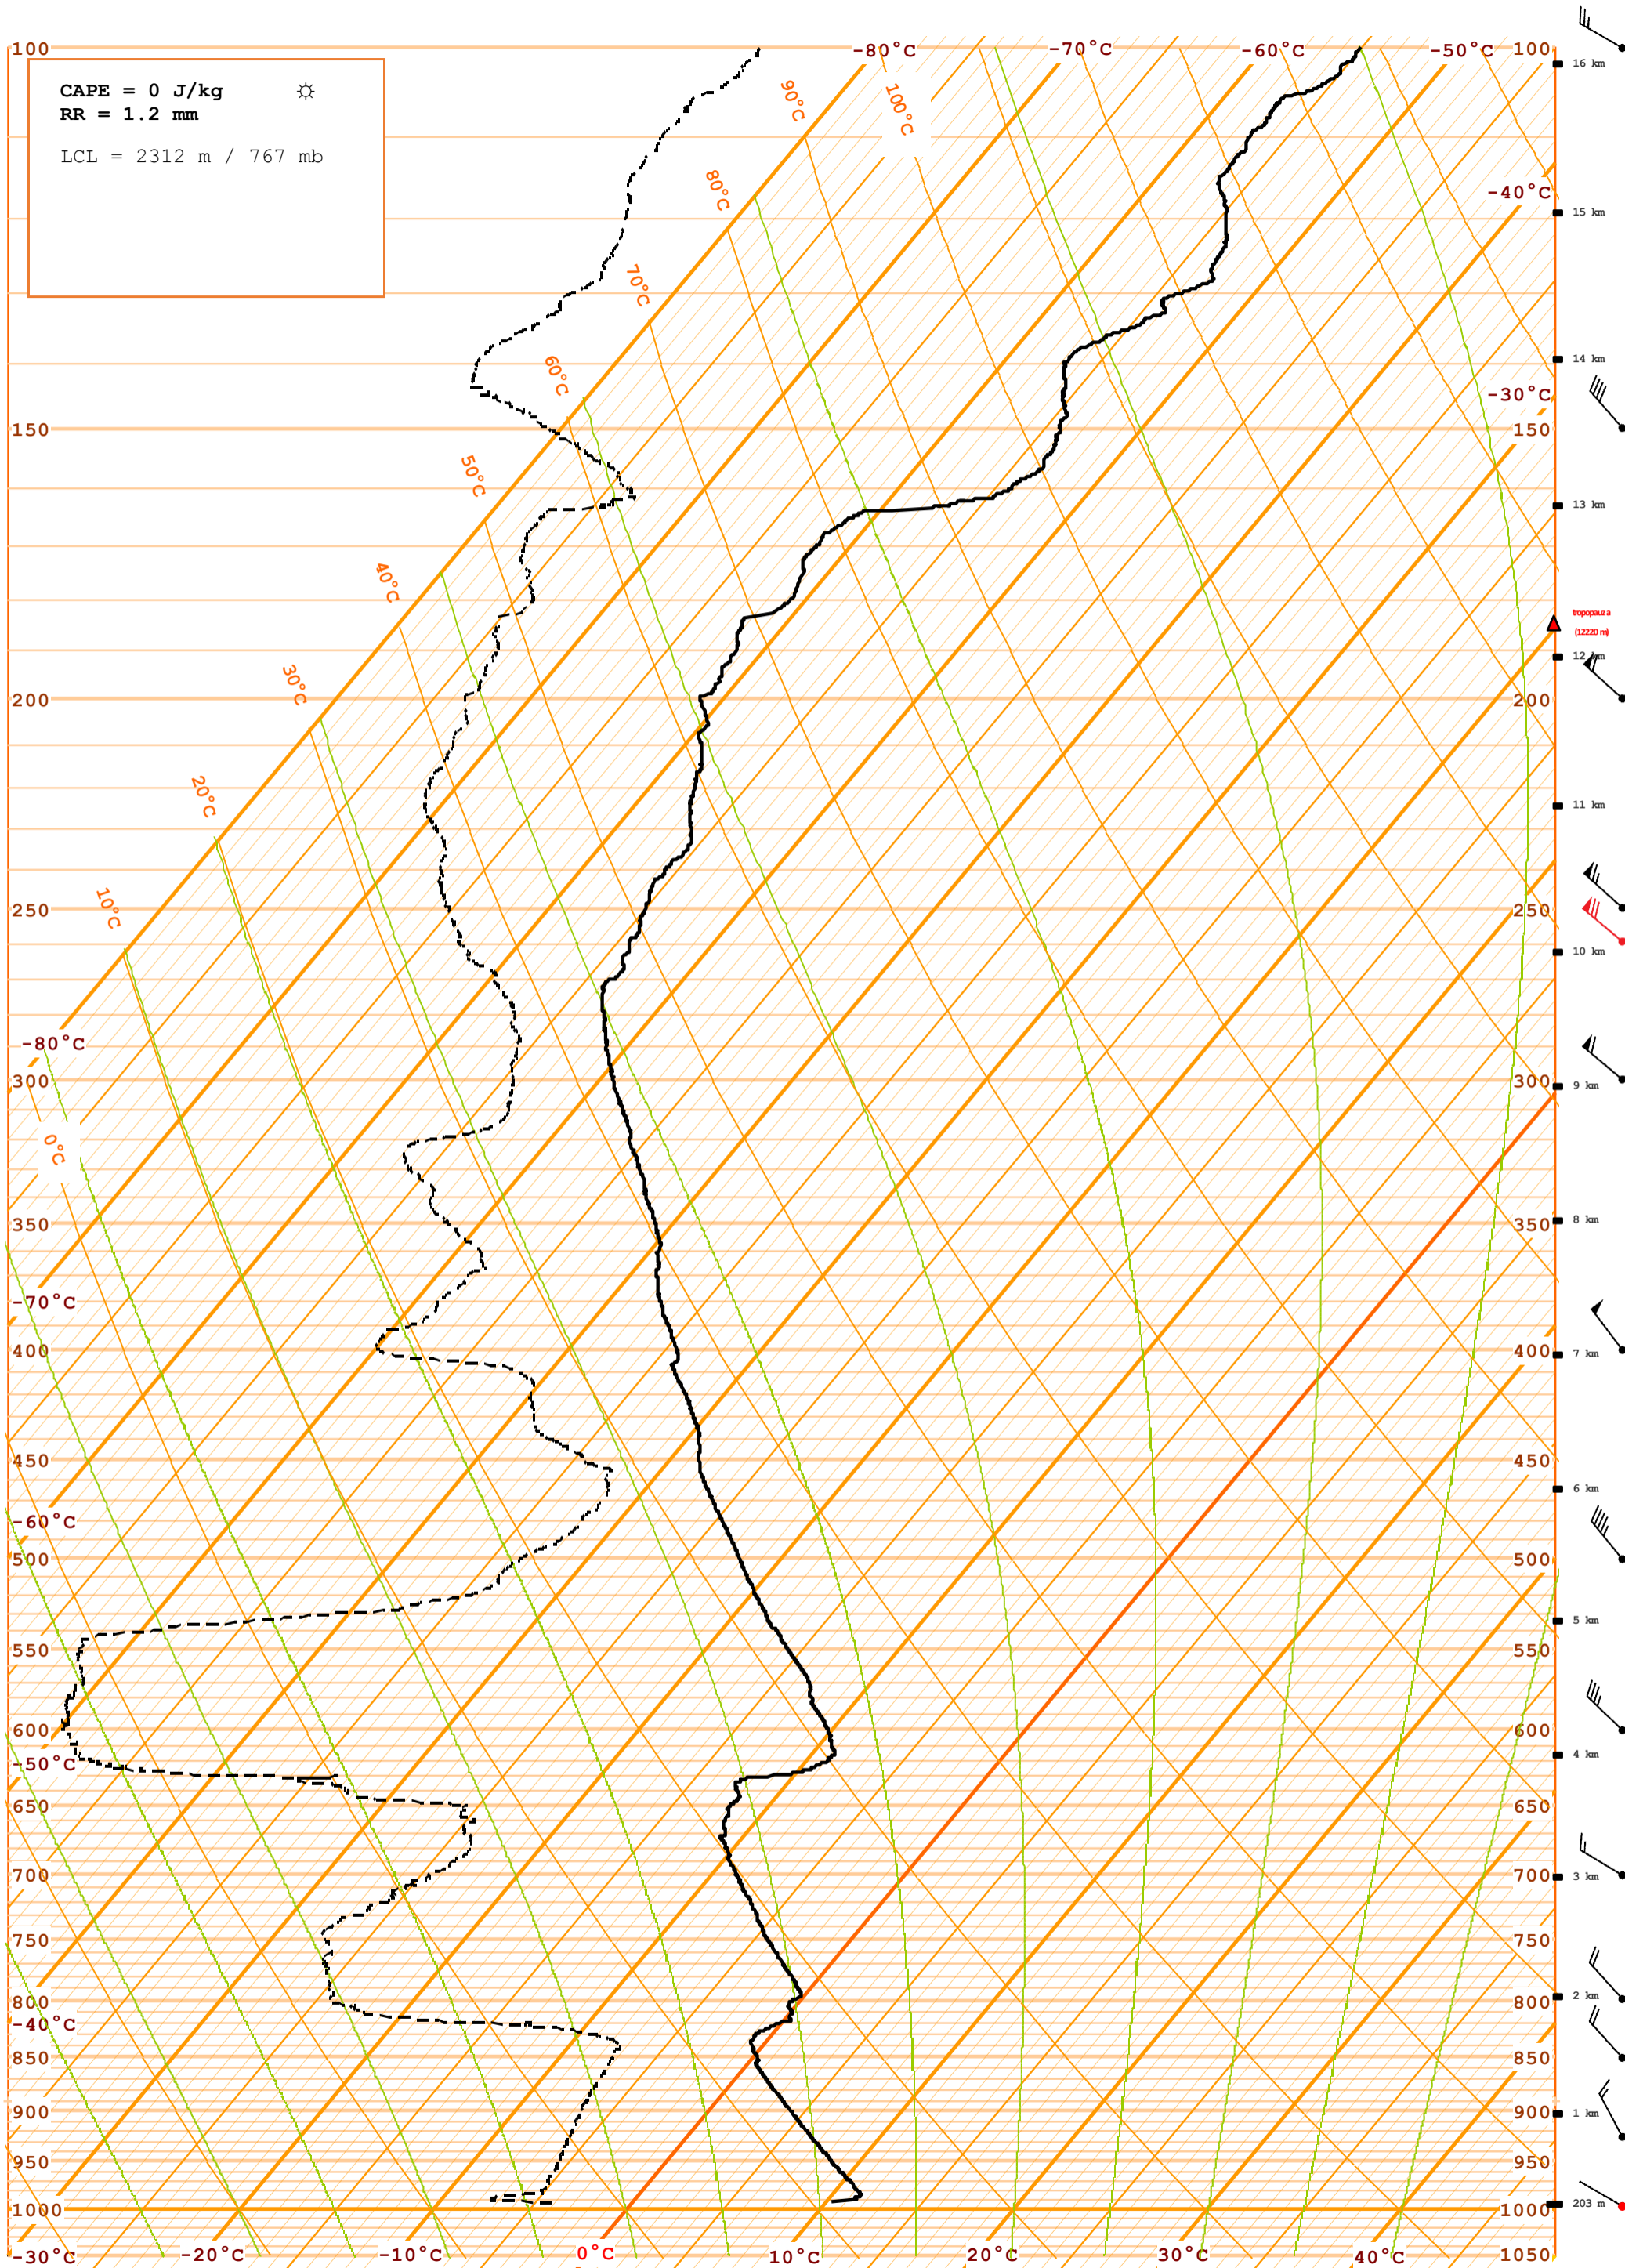 -80°C -70°C -60°C -50°C
100 100
16 km
CAPE = 0 J/kg
RR = 1.2 mm
LCL = 2312 m / 767 mb
90°C 100°C
80°C
-40°C
15 km
70°C
14 km
60°C
-30°C
150 150
50°C
13 km
40°C
tropopauza
(12220 m)
12 km
30°C
200 200
20°C
11 km
10°C
250 250
10 km
-80°C
300 300
9 km
0°C
350 350
8 km
-70°C
400 400
7 km
450 450
6 km
-60°C
500 500
5 km
550 550
600 600
4 km
-50°C
650 650
700 700
3 km
750 750
2 km
800 800
-40°C
850 850
900 900
1 km
950 950
203 m
1000 1000
-30°C -20°C -10°C 0°C 10°C 20°C 30°C 40°C 1050